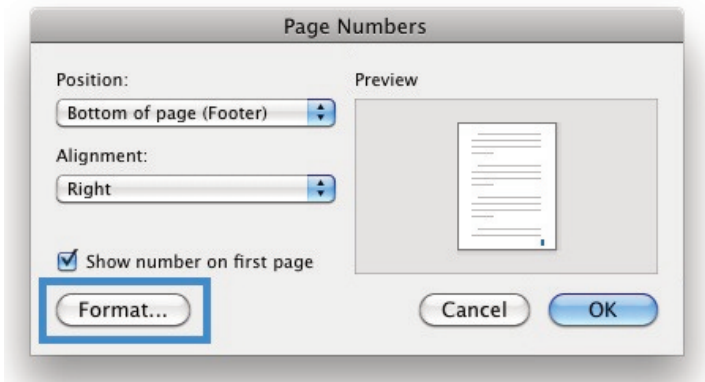 Page Numbers
Position:
Preview
Bottom of page (Footer)
Alignment:
Right
Show number on first page
Format...
Cancel
OK